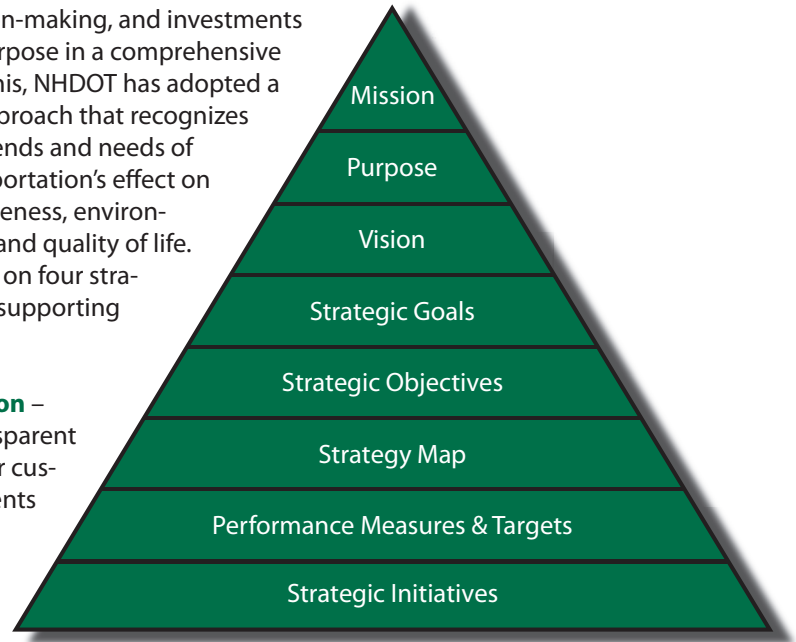 n-making, and investments
rpose in a comprehensive
his, NHDOT has adopted a
proach that recognizes
ends and needs of
portation's effect on
eness, environ-
and quality of life.
on four stra-
supporting
on –
sparent
r cus-
ents
Mission
Purpose
Vision
Strategic Goals
Strategic Objectives
Strategy Map
Performance Measures & Targets
Strategic Initiatives